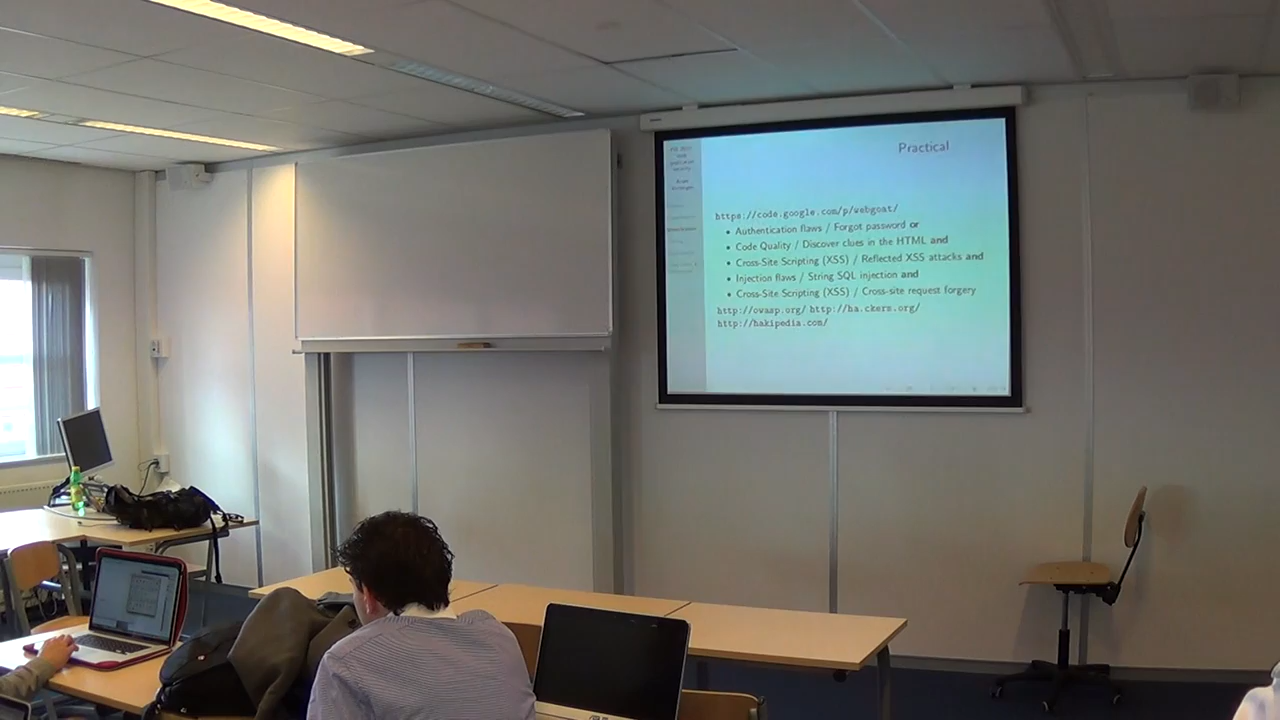 Practical
https://code.google.com/p/webgoat/
• Authentication flaws / Forgot password or
• Code Quality / Discover clues in the HTML and
• Cross-Site Scripting (XSS) / Reflected XSS attacks and
• Injection flaws / String SQL injection and
• Cross-Site Scripting (XSS) / Cross-site request forgery
http://owasp.org/ http://ha.ckers.org/
http://hakipedia.com/